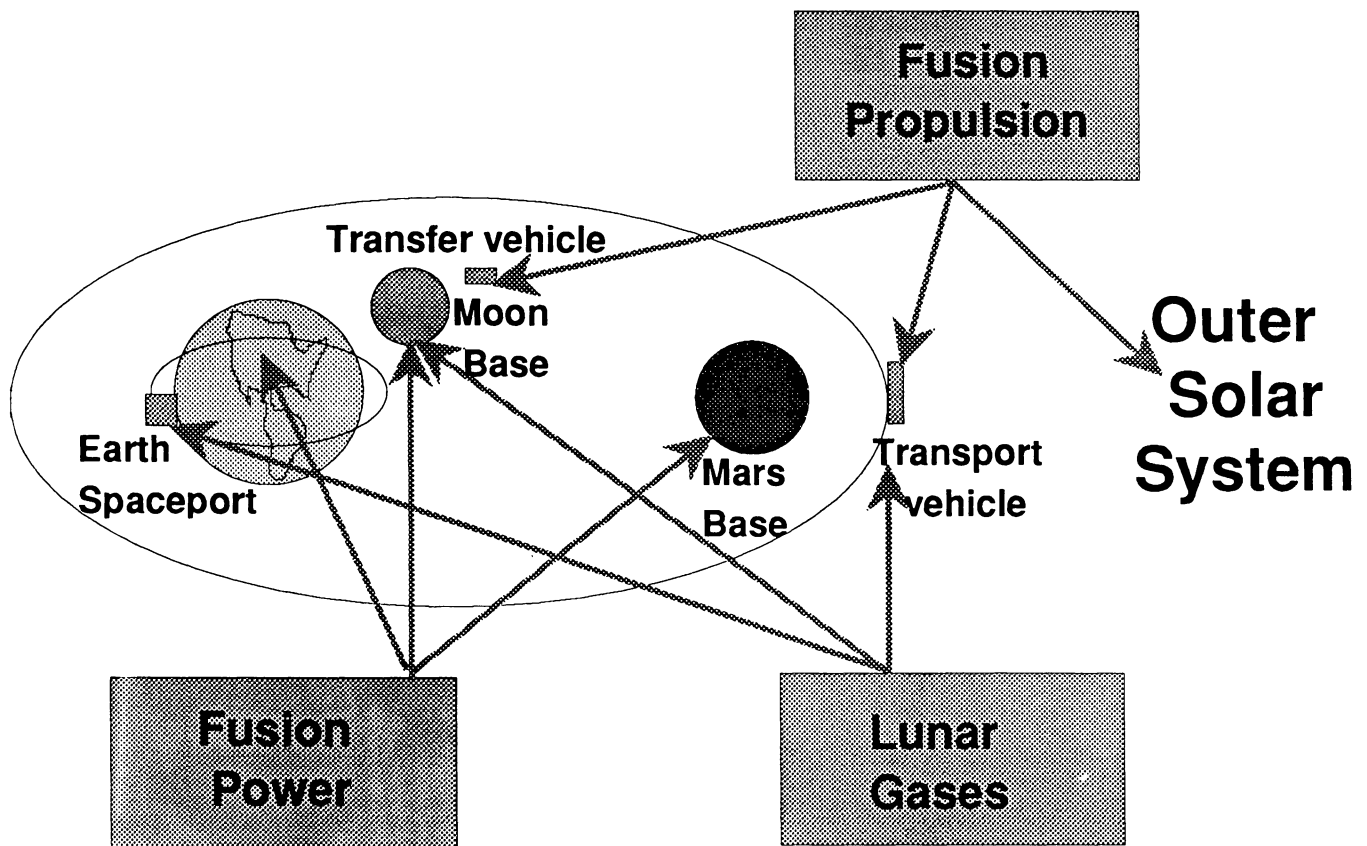 Fusion
Propulsion
Transfer vehicle
Moon
Base
Outer
Solar
System
Earth
Spaceport
Mars
Base
Transport
vehicle
Fusion
Power
Lunar
Gases